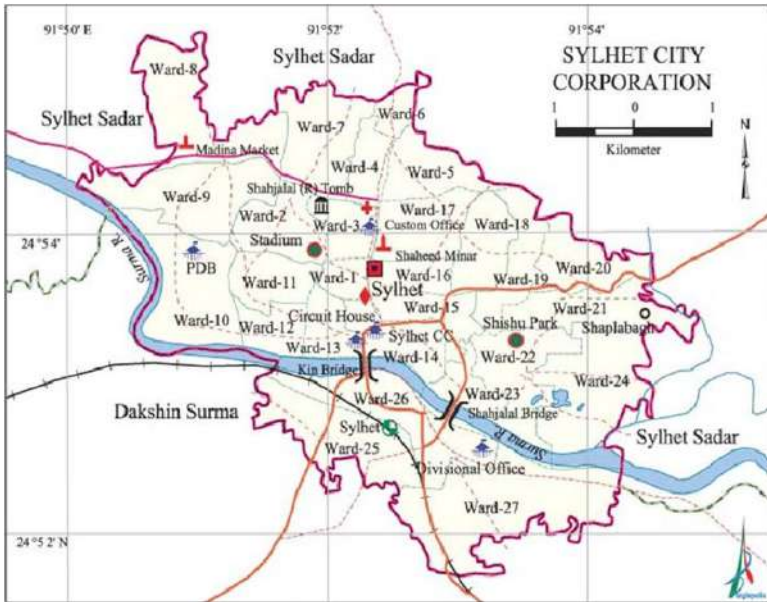 91°50' E
91°52'
91°54'
SYLHET CITY
CORPORATION
1 0 1
Kilometer
N
Sylhet Sadar
Ward-8
Sylhet Sadar
Ward-6
Ward-7
Madina Market
Ward-4
Ward-5
Ward-9
Shahjalal (R) Tomb
Ward-2
Ward-3
Ward-17
Custom Office
Ward-18
24°54'
Surma R
Stadium
Shaheed Minar
PDB
Ward-11
Ward-1
Ward-16
Ward-19
Ward-20
Sylhet
Ward-15
Ward-21
Ward-10
Circuit House
Shaplabagh
Ward-12
Sylhet CC
Shishu Park
Ward-13
Ward-14
Ward-22
Kin Bridge
Ward-24
Dakshin Surma
Ward-26
Ward-23
Shahjalal Bridge
Sylhet
Surma R
Sylhet Sadar
Ward-25
Divisional Office
Ward-27
24°52'N